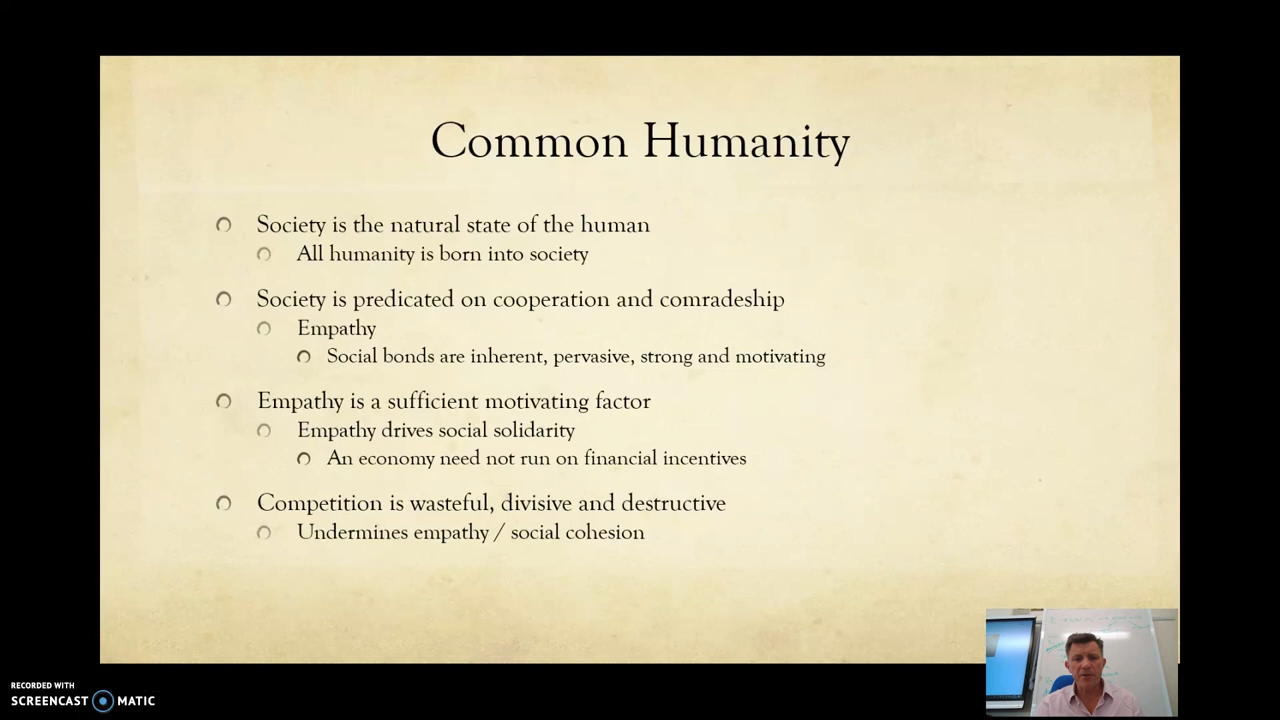 Common Humanity
Society is the natural state of the human
All humanity is born into society
Society is predicated on cooperation and comradeship
Empathy
Social bonds are inherent, pervasive, strong and motivating
Empathy is a sufficient motivating factor
Empathy drives social solidarity
An economy need not run on financial incentives
Competition is wasteful, divisive and destructive
Undermines empathy / social cohesion
RECORDED WITH
SCREENCAST MATIC